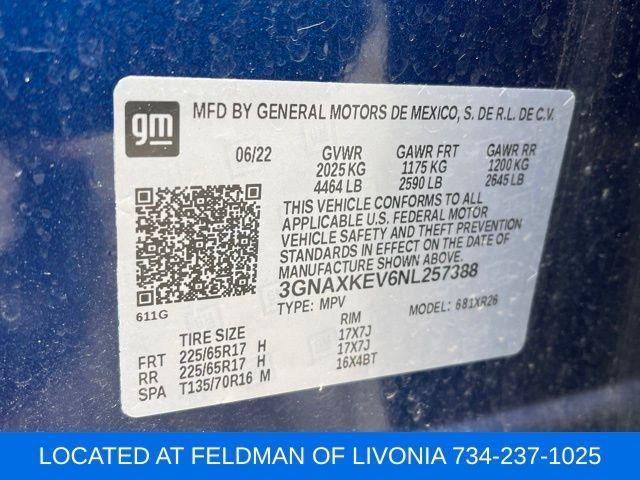 gm
MFD BY GENERAL MOTORS DE MEXICO, S. DE R.L. DE C.V.
06/22 GVWR GAWR FRT GAWR RR
2025 KG 1175 KG 1200 KG
4464 LB 2590 LB 2645 LB
THIS VEHICLE CONFORMS TO ALL
APPLICABLE U.S. FEDERAL MOTOR
VEHICLE SAFETY AND THEFT PREVENTION
STANDARDS IN EFFECT ON THE DATE OF
MANUFACTURE SHOWN ABOVE.
3GNAXKEV6NL257388
TYPE: MPV MODEL: 681XR26
611G
TIRE SIZE RIM
FRT 225/65R17 H 17X7J
RR 225/65R17 H 17X7J
SPA T135/70R16 M 16X4BT
LOCATED AT FELDMAN OF LIVONIA 734-237-1025